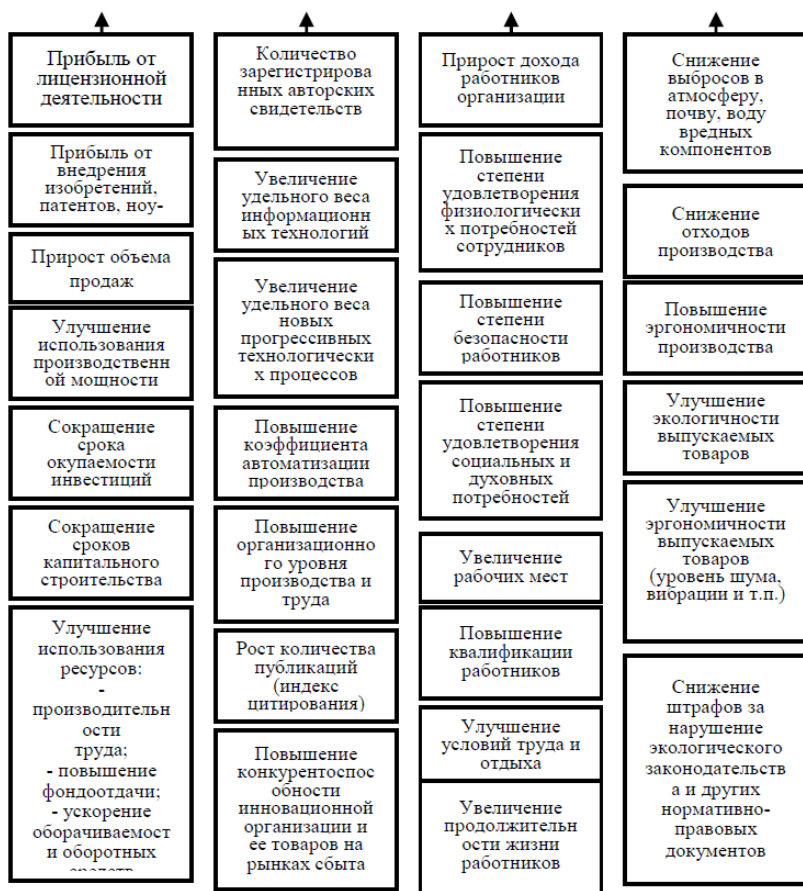 Прибыль от
лицензионной
деятельности
Прибыль от
внедрения
изобретений,
патентов, ноу-
Прирост объема
продаж
Улучшение
использования
производственн
ой мощности
Сокращение
срока
окупаемости
инвестиций
Сокращение
сроков
капитального
строительства
Улучшение
использования
ресурсов:
-
производительн
ости
труда;
- повышение
фондоотдачи;
- ускорение
оборачиваемост
и оборотных
Количество
зарегистрирова
нных авторских
свидетельств
Увеличение
удельного веса
информационн
ых технологий
Увеличение
удельного веса
новых
прогрессивных
технологически
х процессов
Повышение
коэффициента
автоматизации
производства
Повышение
организационно
го уровня
производства и
труда
Рост количества
публикаций
(индекс
цитирования)
Повышение
конкурентоспос
обности
инновационной
организации и
ее товаров на
рынках сбыта
Прирост дохода
работников
организации
Повышение
степени
удовлетворения
физиологически
х потребностей
сотрудников
Повышение
степени
безопасности
работников
Повышение
степени
удовлетворения
социальных и
духовных
потребностей
Увеличение
рабочих мест
Повышение
квалификации
работников
Улучшение
условий труда и
отдыха
Увеличение
продолжительн
ости жизни
работников
Снижение
выбросов в
атмосферу,
почву, воду
вредных
компонентов
Снижение
отходов
производства
Повышение
эргономичности
производства
Улучшение
экологичности
выпускаемых
товаров
Улучшение
эргономичности
выпускаемых
товаров
(уровень шума,
вибрации и т.п.)
Снижение
штрафов за
нарушение
экологического
законодательств
а и других
нормативно-
правовых
документов